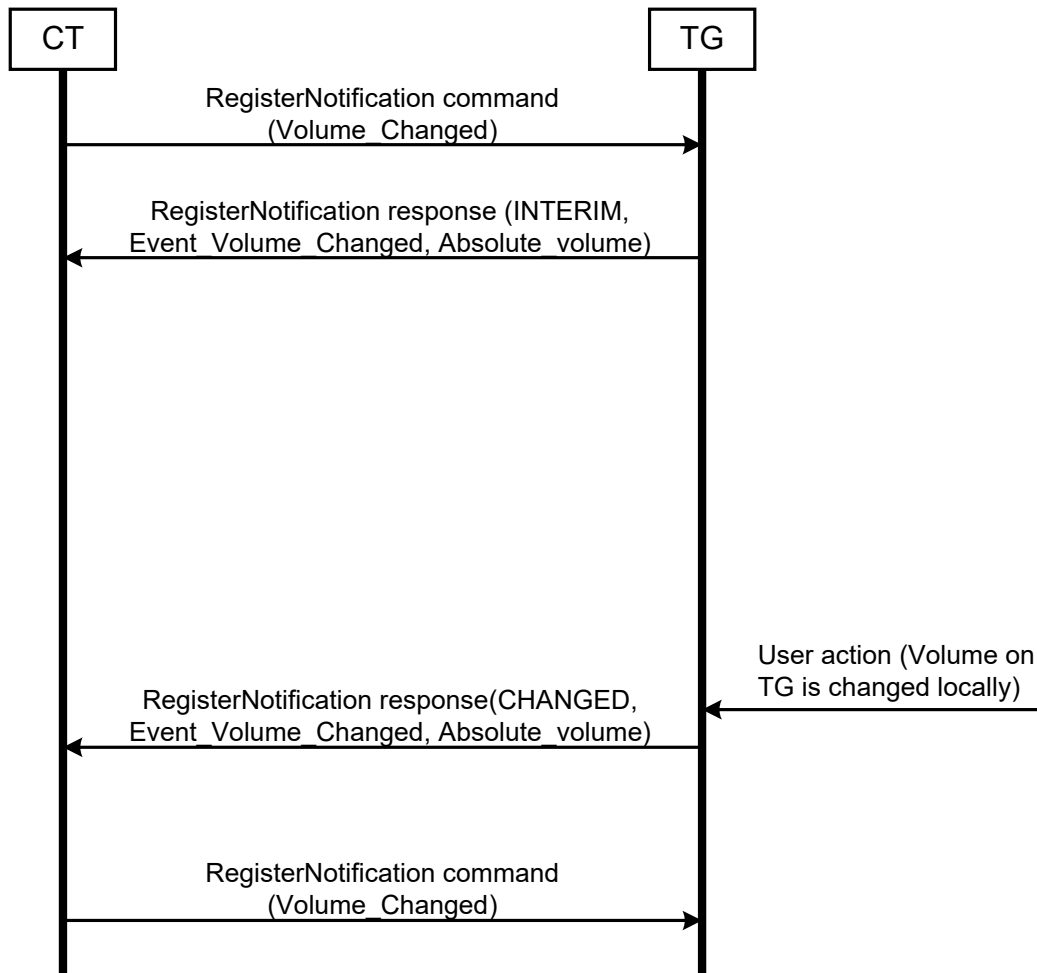 CT
TG
RegisterNotification command
(Volume_Changed)
RegisterNotification response (INTERIM,
Event_Volume_Changed, Absolute_volume)
User action (Volume on
TG is changed locally)
RegisterNotification response(CHANGED,
Event_Volume_Changed, Absolute_volume)
RegisterNotification command
(Volume_Changed)